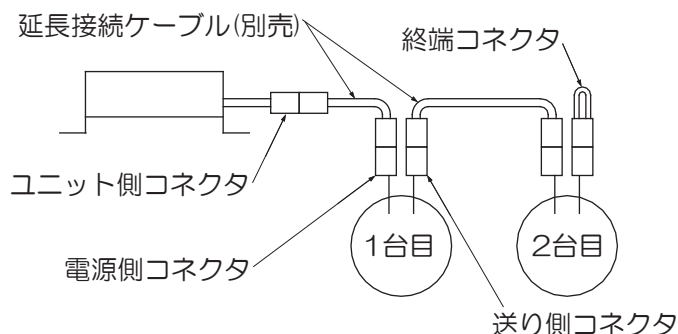 延長接続ケーブル(別売)
終端コネクタ
ユニット側コネクタ
1台目
2台目
電源側コネクタ
送り側コネクタ